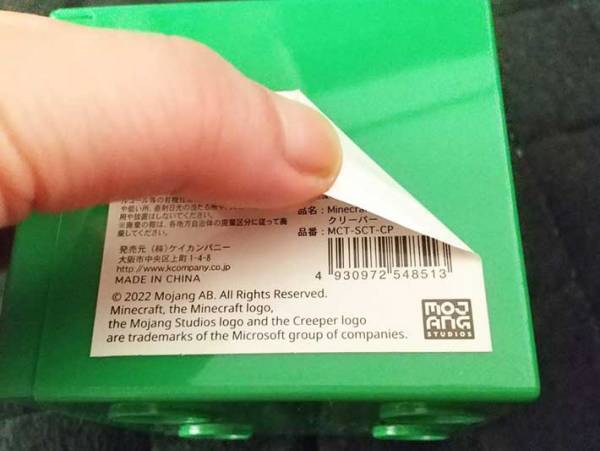 や暗い所、直射日光の当たる所や
用や放置はしないでください。
※廃棄の際は、各地方自治体の廃棄区分に従って廃
棄してください。
発売元 (株)ケイカンパニー
大阪市中央区上町 1-4-8
http://www.kcompany.co.jp
MADE IN CHINA
品名：Minecra
クリーパー
品番：MCT-SCT-CP
4 930972 548513
© 2022 Mojang AB. All Rights Reserved.
Minecraft, the Minecraft logo,
the Mojang Studios logo and the Creeper logo
are trademarks of the Microsoft group of companies.
MOJ
ANG
STUDIOS